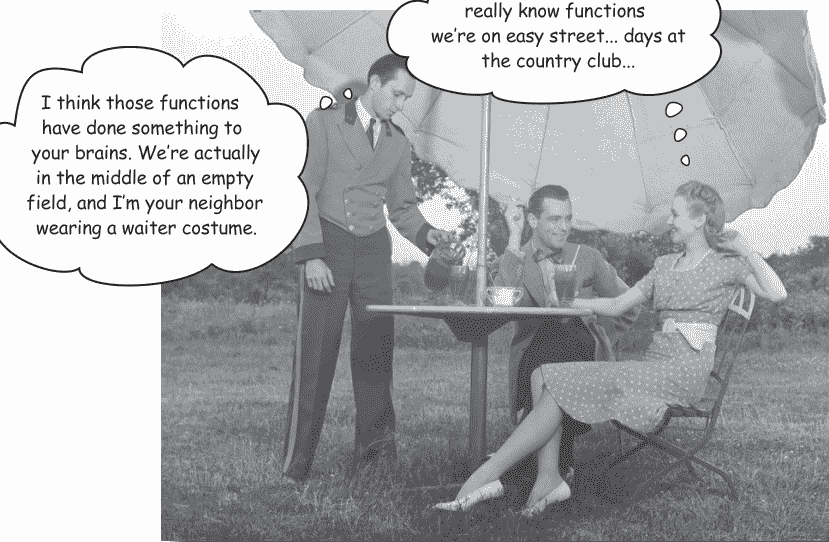 really know functions
we're on easy street... days at
the country club...
I think those functions
have done something to
your brains. We're actually
in the middle of an empty
field, and I'm your neighbor
wearing a waiter costume.